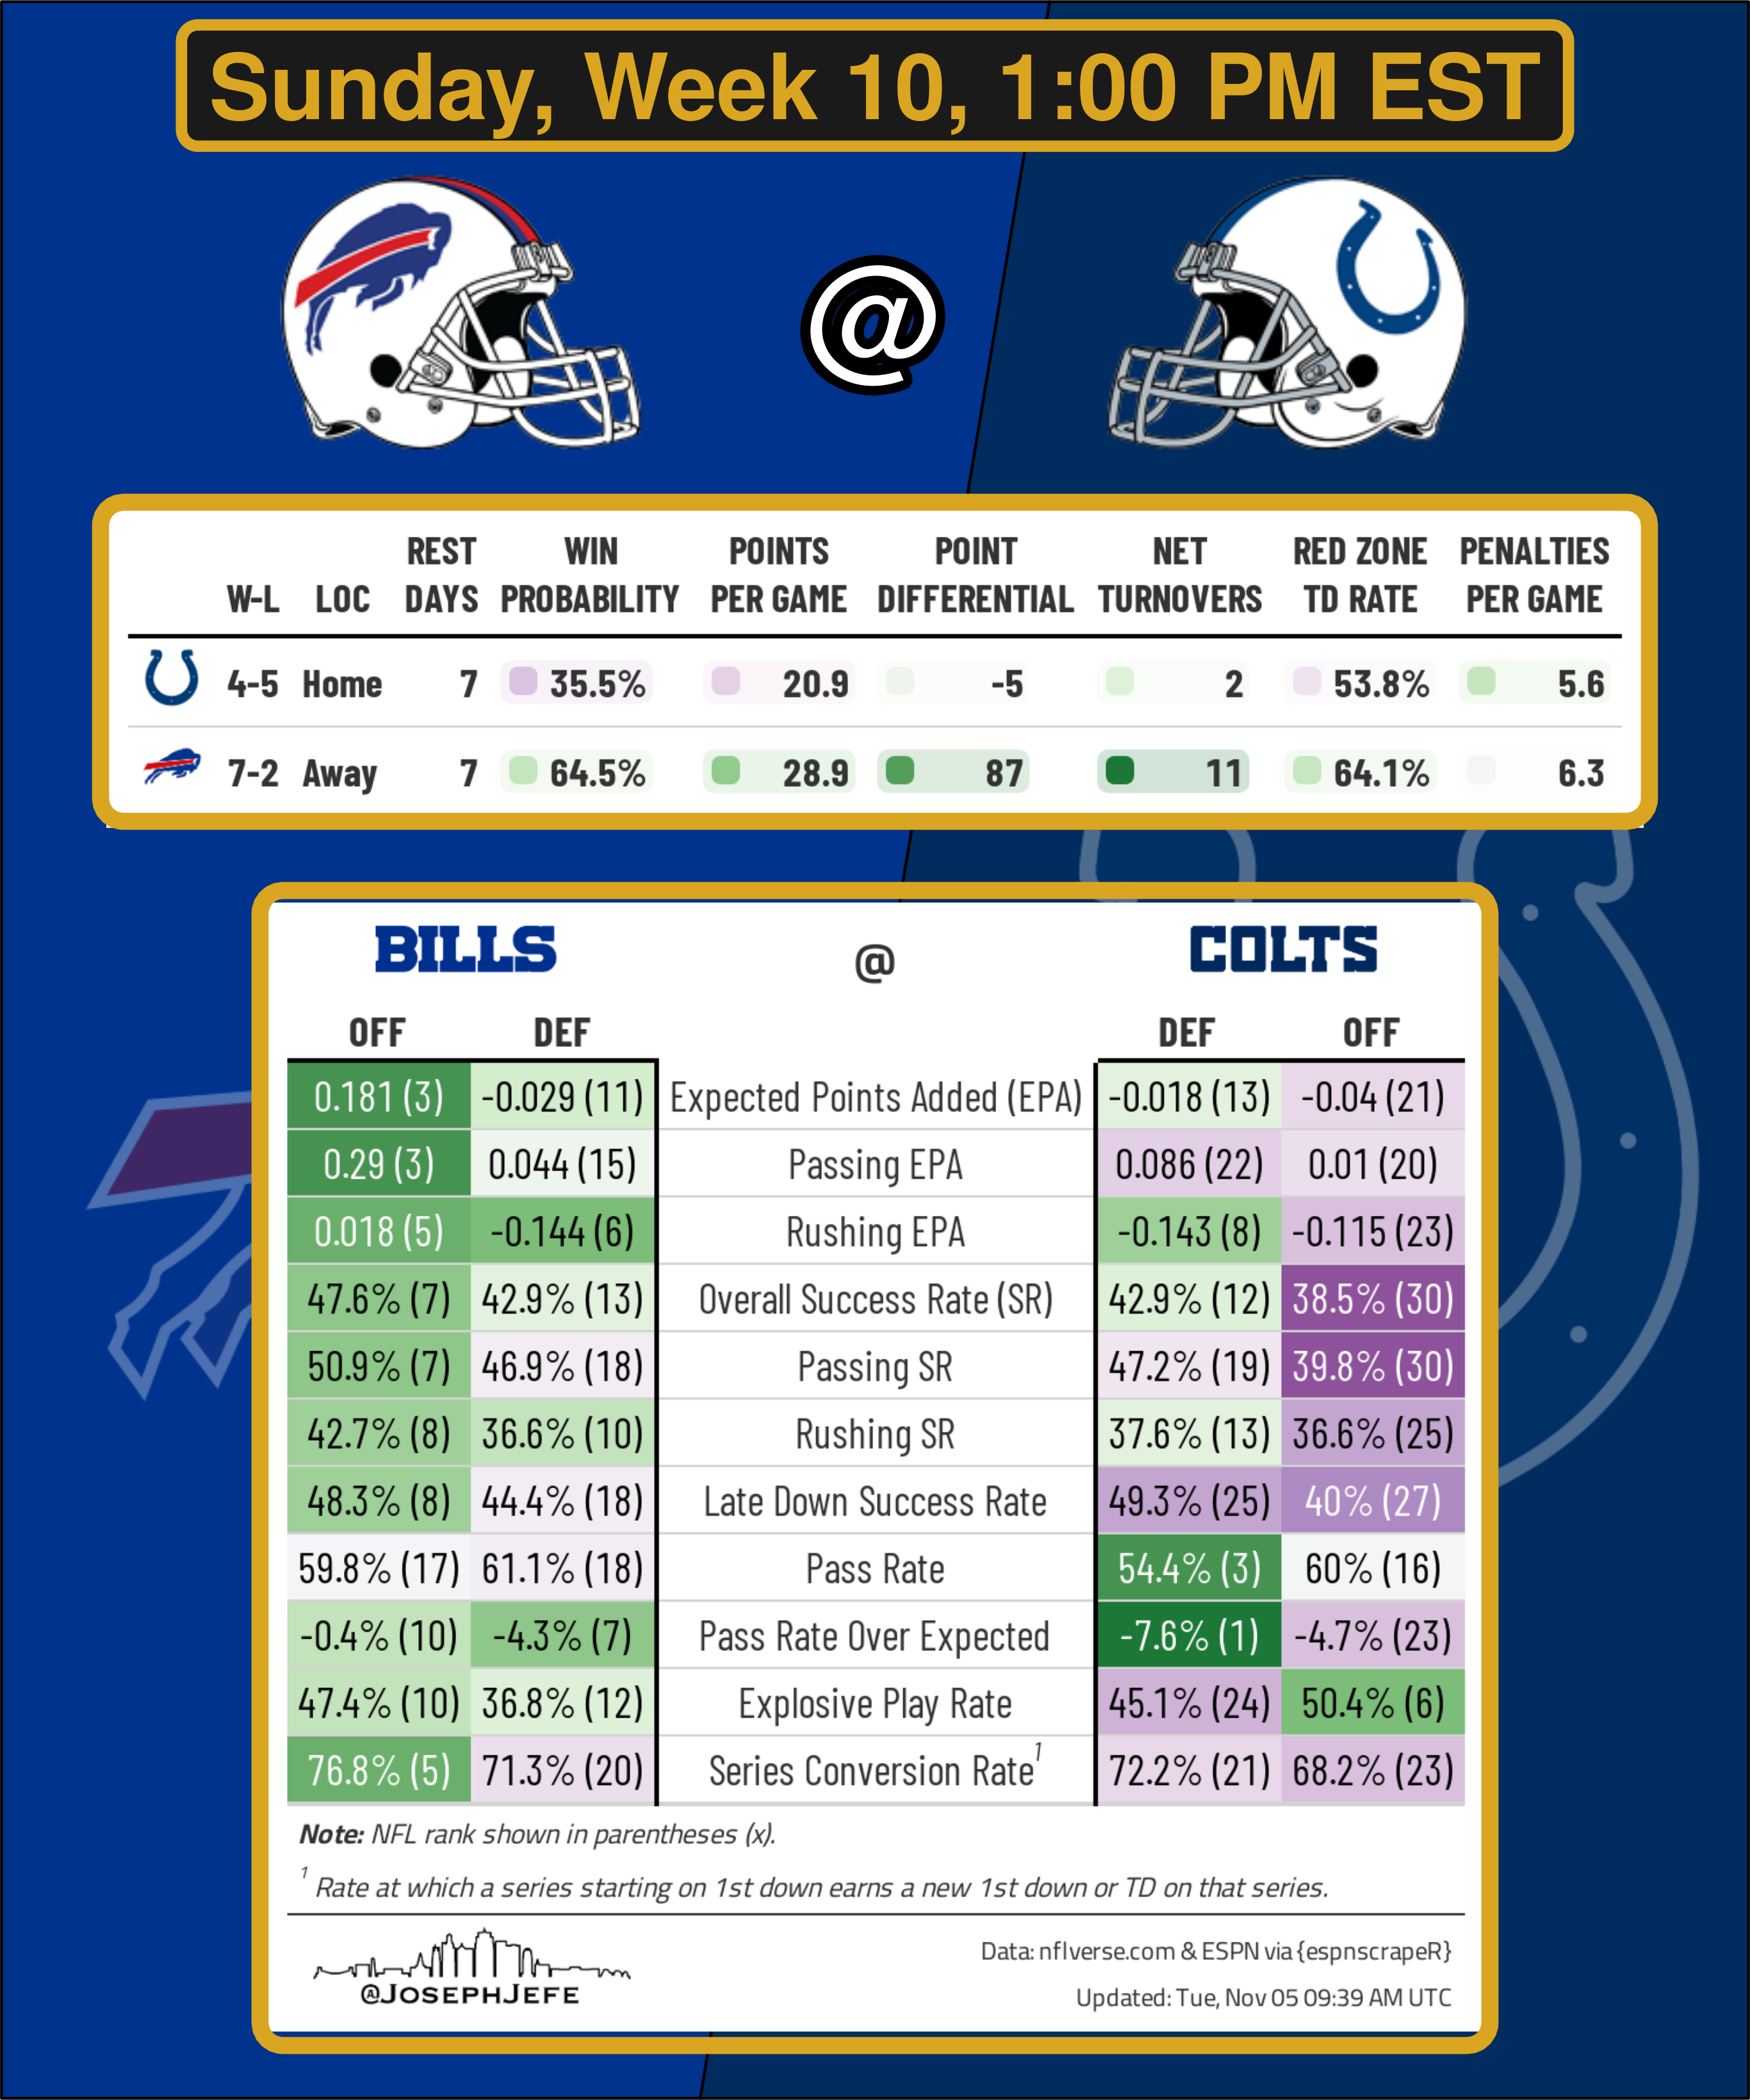 Sunday, Week 10, 1:00 PM EST
@
W-L LOC REST DAYS WIN PROBABILITY POINTS PER GAME POINT DIFFERENTIAL NET TURNOVERS RED ZONE TD RATE PENALTIES PER GAME
4-5 Home 7 35.5% 20.9 -5 2 53.8% 5.6
7-2 Away 7 64.5% 28.9 87 11 64.1% 6.3
BILLS @ COLTS
OFF DEF DEF OFF
0.181 (3) -0.029 (11) Expected Points Added (EPA) -0.018 (13) -0.04 (21)
0.29 (3) 0.044 (15) Passing EPA 0.086 (22) 0.01 (20)
0.018 (5) -0.144 (6) Rushing EPA -0.143 (8) -0.115 (23)
47.6% (7) 42.9% (13) Overall Success Rate (SR) 42.9% (12) 38.5% (30)
50.9% (7) 46.9% (18) Passing SR 47.2% (19) 39.8% (30)
42.7% (8) 36.6% (10) Rushing SR 37.6% (13) 36.6% (25)
48.3% (8) 44.4% (18) Late Down Success Rate 49.3% (25) 40% (27)
59.8% (17) 61.1% (18) Pass Rate 54.4% (3) 60% (16)
-0.4% (10) -4.3% (7) Pass Rate Over Expected -7.6% (1) -4.7% (23)
47.4% (10) 36.8% (12) Explosive Play Rate 45.1% (24) 50.4% (6)
76.8% (5) 71.3% (20) Series Conversion Rate¹ 72.2% (21) 68.2% (23)
Note: NFL rank shown in parentheses (x).
¹ Rate at which a series starting on 1st down earns a new 1st down or TD on that series.
@JOSEPHJEFE
Data: nflverse.com & ESPN via {espnscrapeR}
Updated: Tue, Nov 05 09:39 AM UTC